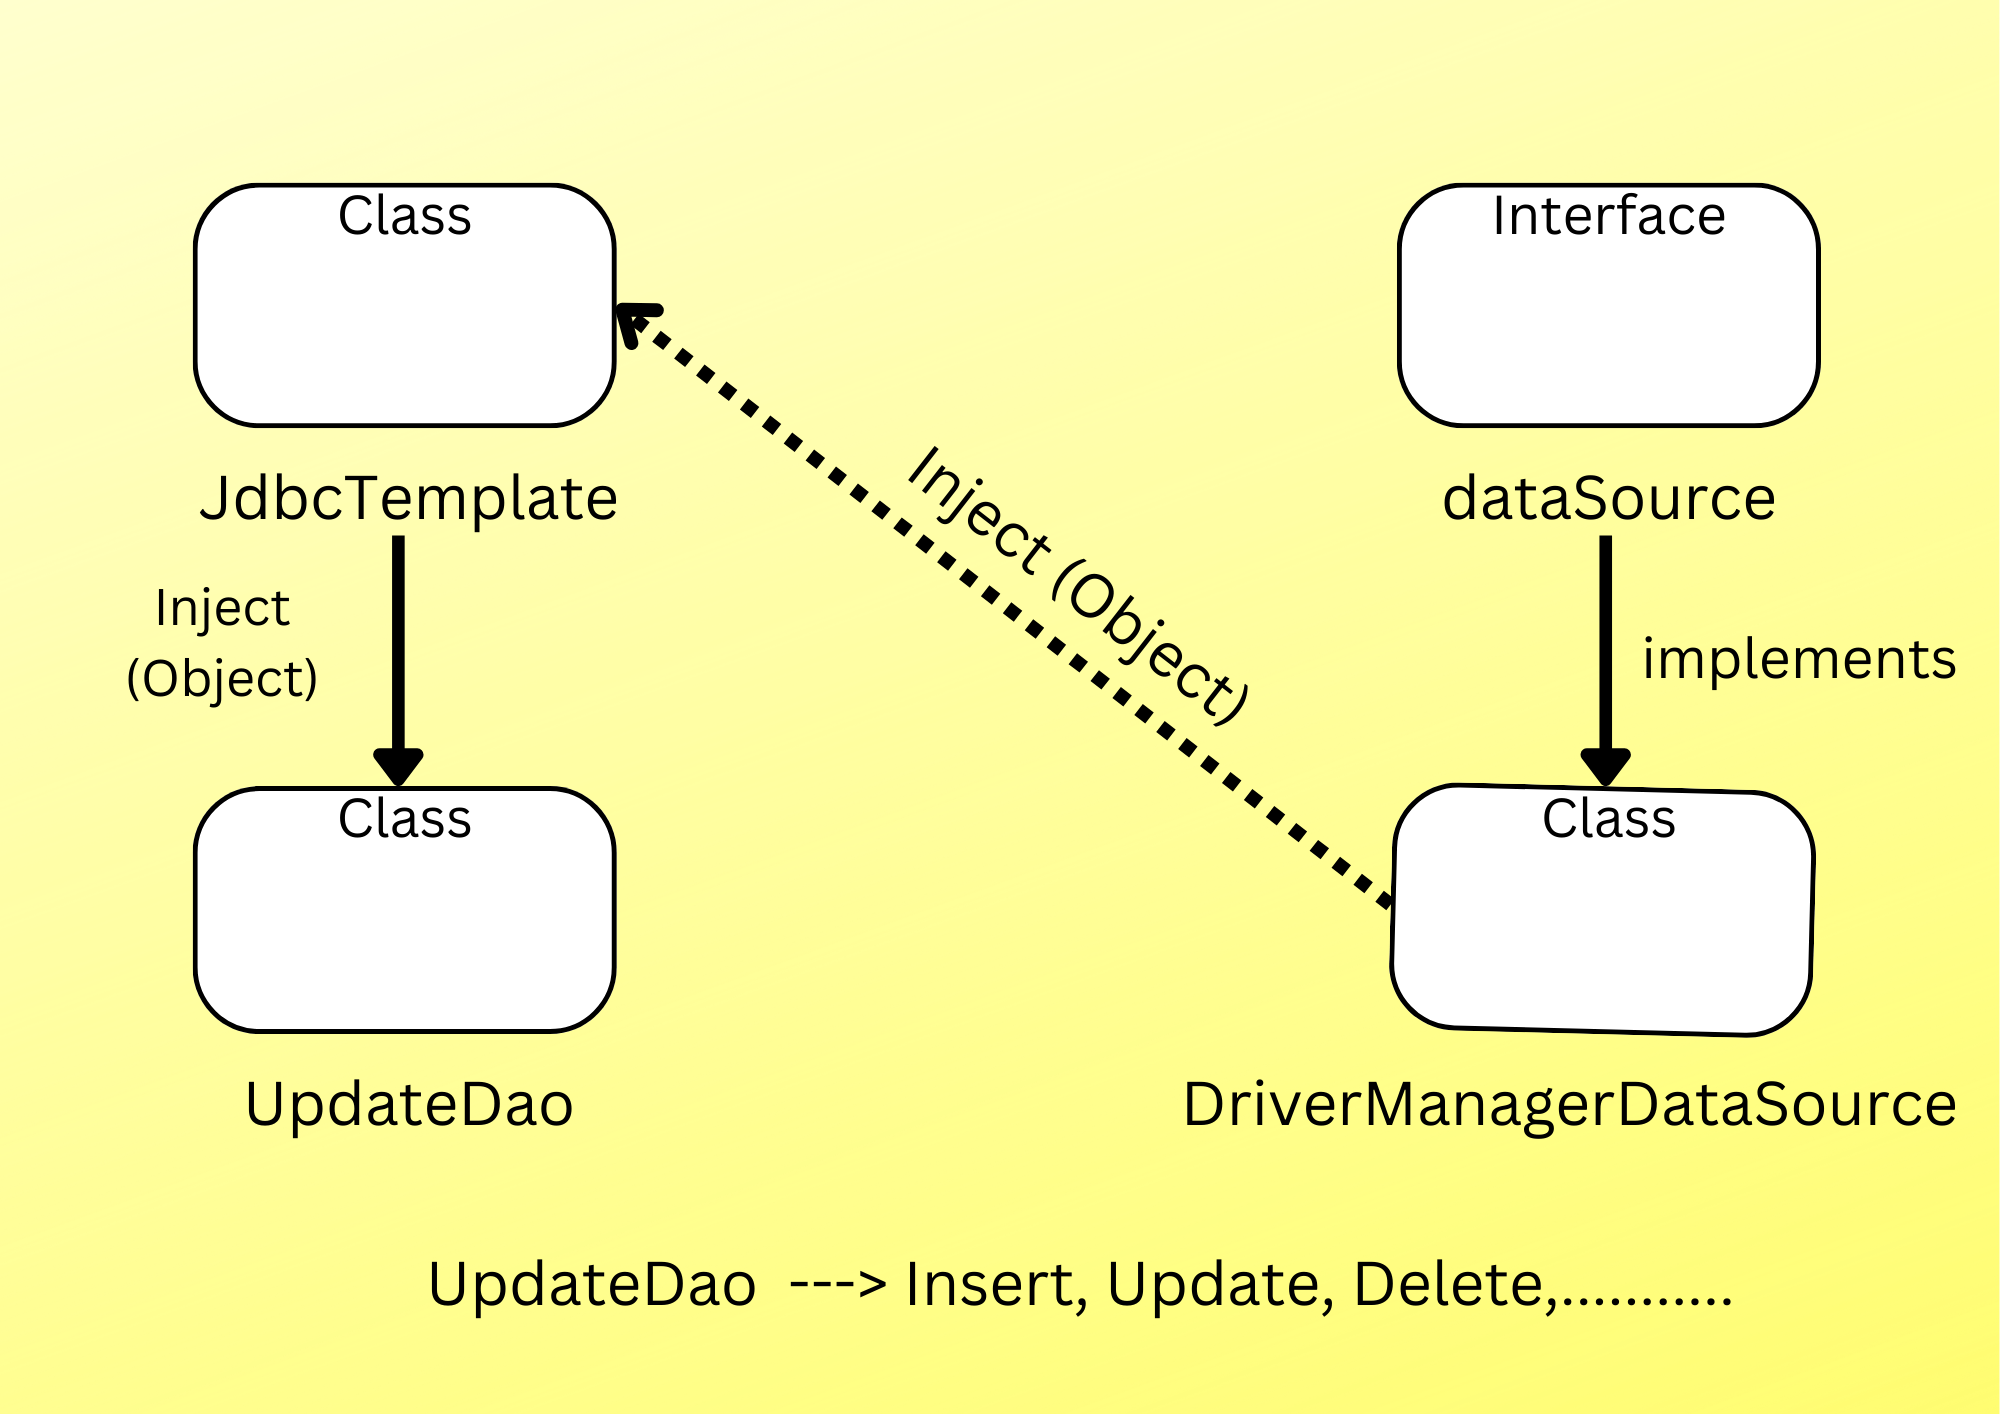 Class
Interface
JdbcTemplate
dataSource
Inject (Object)
Inject
(Object)
implements
Class
Class
UpdateDao
DriverManagerDataSource
UpdateDao ---> Insert, Update, Delete,...........